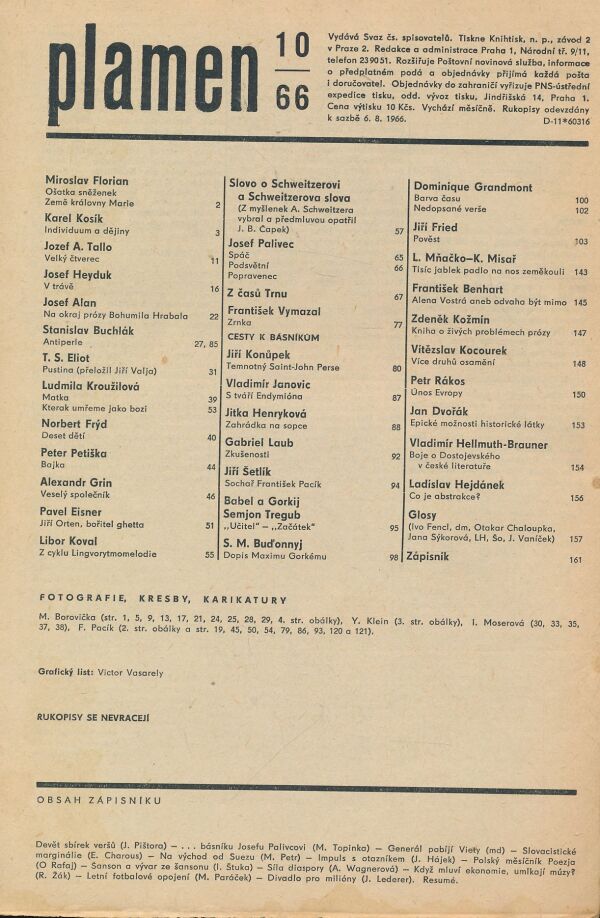 plamen
10
66
Vydává Svaz čs. spisovatelů. Tiskne Knihtisk, n. p., závod 2
v Praze 2. Redakce a administrace Praha 1, Národní tř. 9/11,
telefon 239051. Rozšiřuje Poštovní novinová služba, informace
o předplatném podá a objednávky přijímá každá pošta
i doručovatel. Objednávky do zahraničí vyřizuje PNS-ústřední
expedice tisku, odd. vývoz tisku, Jindřišská 14, Praha 1.
Cena výtisku 10 Kčs. Vychází měsíčně. Rukopisy odevzdány
k sazbě 6. 8. 1966. D-11*60316
Miroslav Florian
Ošatka sněženek
Země královny Marie 2
Karel Kosík
Individuum a dějiny 3
Jozef A. Tallo
Velký čtverec 11
Josef Heyduk
V trávě 16
Josef Alan
Na okraj prózy Bohumila Hrabala 22
Stanislav Buchlák
Antiperle 27, 85
T. S. Eliot
Pustina (přeložil Jiří Valja) 31
Ludmila Kroužilová
Matka 39
Kterak umřeme jako bozi 53
Norbert Frýd
Deset dětí 40
Peter Petiška
Bajka 44
Alexandr Grin
Veselý společník 46
Pavel Eisner
Jiří Orten, bořitel ghetta 51
Libor Koval
Z cyklu Lingvorytmomelodie 55
Slovo o Schweitzerovi
a Schweitzerova slova
(Z myšlenek A. Schweitzera
vybral a předmluvou opatřil
J. B. Čapek) 57
Josef Palivec
Spáč 65
Podsvětní 66
Popravenec
Z časů Trnu 67
František Vymazal
Zrnka 77
CESTY K BÁSNÍKŮM
Jiří Konůpek
Temnotný Saint-John Perse 80
Vladimír Janovic
S tváří Endymióna 87
Jitka Henryková
Zahrádka na sopce 88
Gabriel Laub
Zkušenosti 92
Jiří Šetlík
Sochař František Pacík 94
Babel a Gorkij
Semjon Tregub
„Učitel" – „Začátek" 95
S. M. Buďonnyj
Dopis Maximu Gorkému 98
Dominique Grandmont
Barva času 100
Nedopsané verše 102
Jiří Fried
Pověst 103
L. Mňačko–K. Misař
Tisíc jablek padlo na nos zeměkouli 143
František Benhart
Alena Vostrá aneb odvaha být mimo 145
Zdeněk Kožmín
Kniha o živých problémech prózy 147
Vítězslav Kocourek
Více druhů osamění 148
Petr Rákos
Únos Evropy 150
Jan Dvořák
Epické možnosti historické látky 153
Vladimír Hellmuth-Brauner
Boje o Dostojevského
v české literatuře 154
Ladislav Hejdánek
Co je abstrakce? 156
Glosy
(Ivo Fencl, dm, Otakar Chaloupka,
Jana Sýkorová, LH, Šo, J. Vaníček) 157
Zápisník 161
FOTOGRAFIE, KRESBY, KARIKATURY
M. Borovička (str. 1, 5, 9, 13, 17, 21, 24, 25, 28, 29, 4. str. obálky), Y. Klein (3. str. obálky), I. Moserová (30, 33, 35,
37, 38), F. Pacík (2. str. obálky a str. 19, 45, 50, 54, 79, 86, 93, 120 a 121).
Grafický list: Victor Vasarely
RUKOPISY SE NEVRACEJÍ
OBSAH ZÁPISNÍKU
Devět sbírek veršů (J. Pištora) – ... básníku Josefu Palivcovi (M. Topinka) – Generál pobíjí Viety (md) – Slovacistické
marginálie (E. Charous) – Na východ od Suezu (M. Petr) – Impuls s otazníkem (J. Hájek) – Polský měsíčník Poezja
(O Rafaj) – Šanson a vývar ze šansonu (I. Štuka) – Síla diaspory (A. Wagnerová) – Když mluví ekonomie, umlkají múzy?
(R. Žák) – Letní fotbalové opojení (M. Paráček) – Divadlo pro milióny (J. Lederer). Resumé.